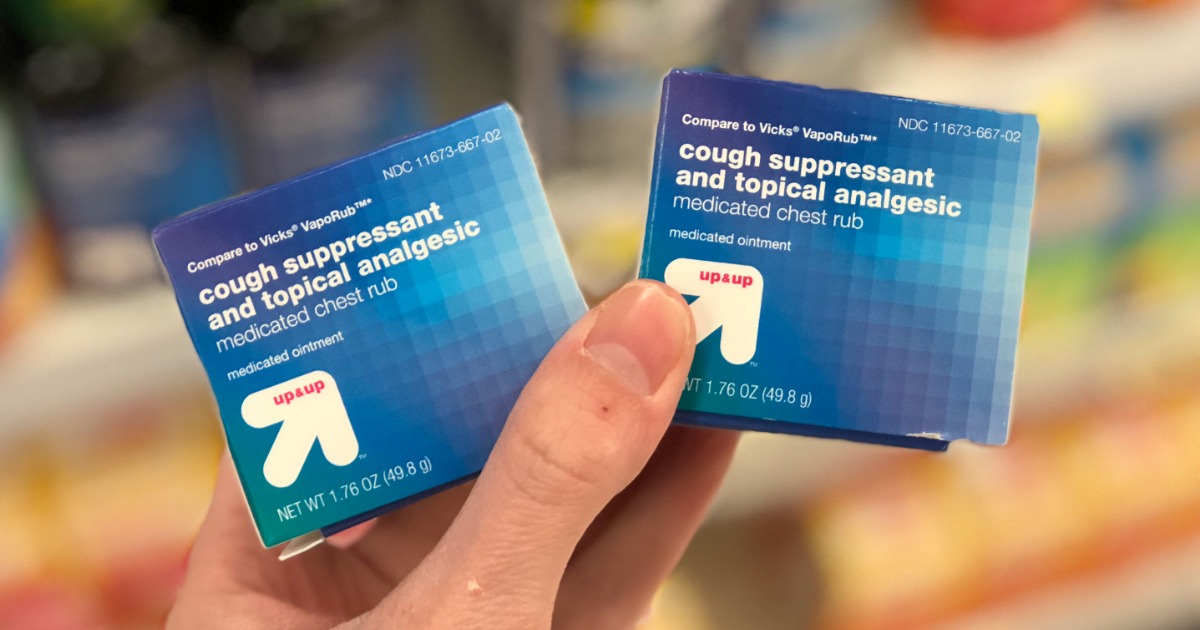 NDC 11673-667-02
Compare to Vicks® VapoRub™*
cough suppressant
and topical analgesic
medicated chest rub
medicated ointment
up&up
™
NET WT 1.76 OZ (49.8 g)
NDC 11673-667-02
Compare to Vicks® VapoRub™*
cough suppressant
and topical analgesic
medicated chest rub
medicated ointment
up&up
™
WT 1.76 OZ (49.8 g)